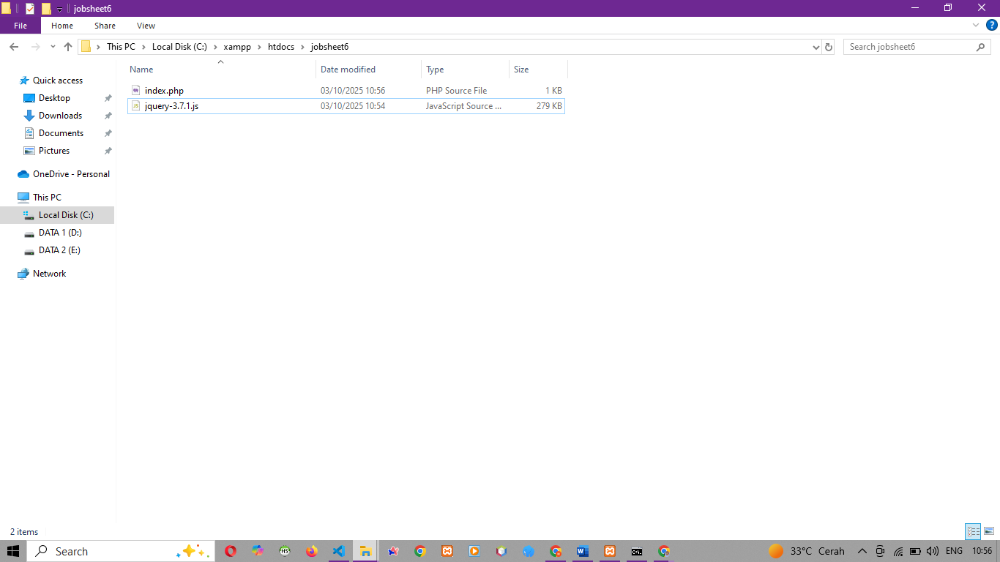 jobsheet6
File Home Share View
This PC Local Disk (C:) xampp htdocs jobsheet6 Search jobsheet6
Name Date modified Type Size
index.php 03/10/2025 10:56 PHP Source File 1 KB
jquery-3.7.1.js 03/10/2025 10:54 JavaScript Source ... 279 KB
Quick access
Desktop
Downloads
Documents
Pictures
OneDrive - Personal
This PC
Local Disk (C:)
DATA 1 (D:)
DATA 2 (E:)
Network
2 items
Search HS 33°C Cerah ENG 10:56